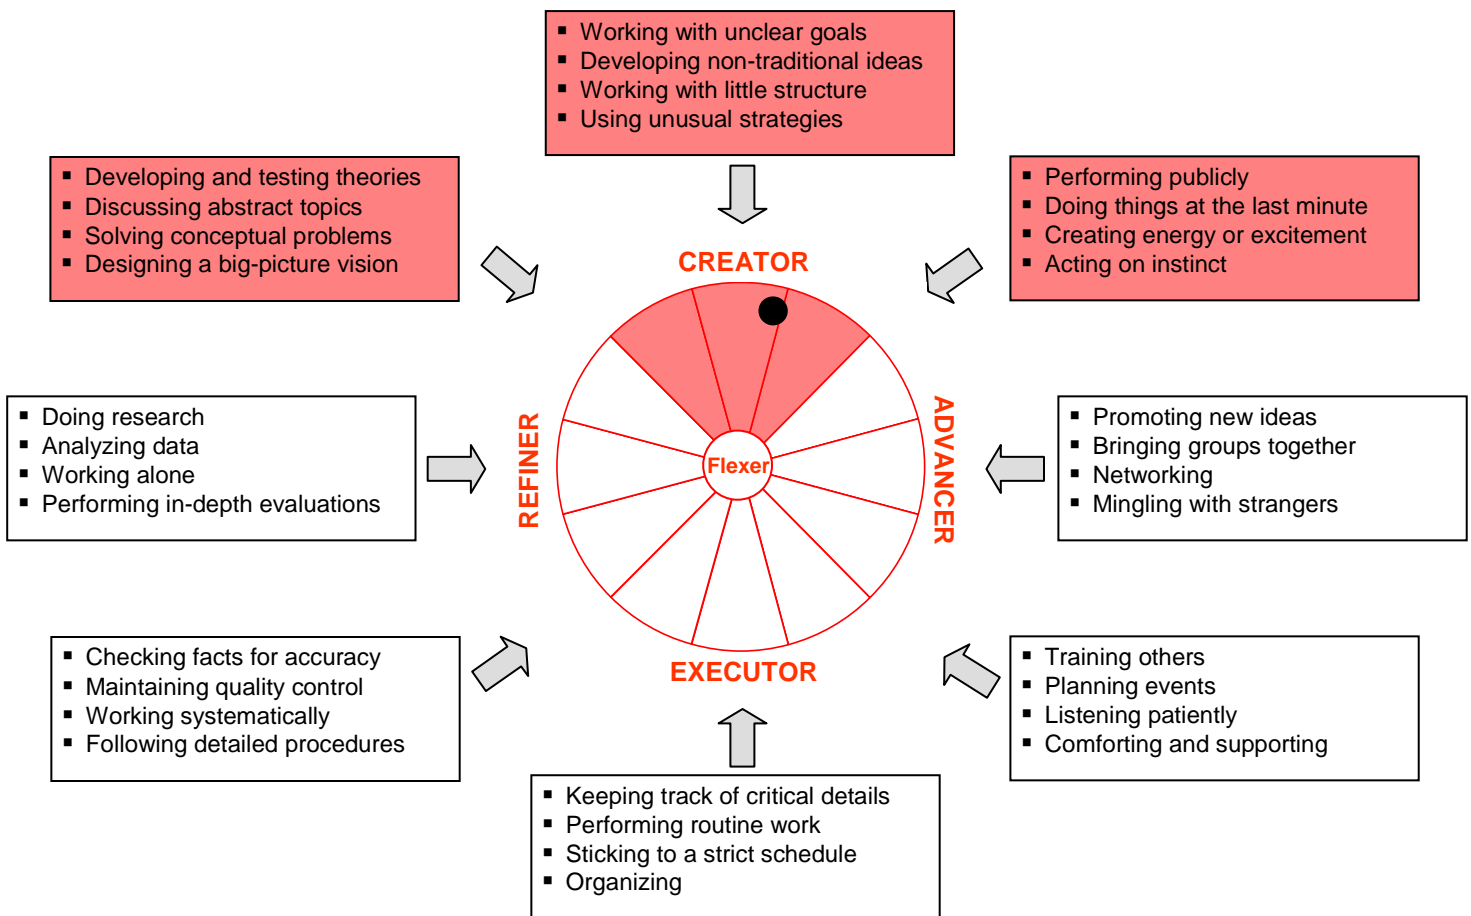 ▪ Working with unclear goals
▪ Developing non-traditional ideas
▪ Working with little structure
▪ Using unusual strategies
▪ Developing and testing theories
▪ Discussing abstract topics
▪ Solving conceptual problems
▪ Designing a big-picture vision
▪ Performing publicly
▪ Doing things at the last minute
▪ Creating energy or excitement
▪ Acting on instinct
CREATOR
▪ Doing research
▪ Analyzing data
▪ Working alone
▪ Performing in-depth evaluations
REFINER
Flexer
ADVANCER
▪ Promoting new ideas
▪ Bringing groups together
▪ Networking
▪ Mingling with strangers
▪ Checking facts for accuracy
▪ Maintaining quality control
▪ Working systematically
▪ Following detailed procedures
EXECUTOR
▪ Training others
▪ Planning events
▪ Listening patiently
▪ Comforting and supporting
▪ Keeping track of critical details
▪ Performing routine work
▪ Sticking to a strict schedule
▪ Organizing